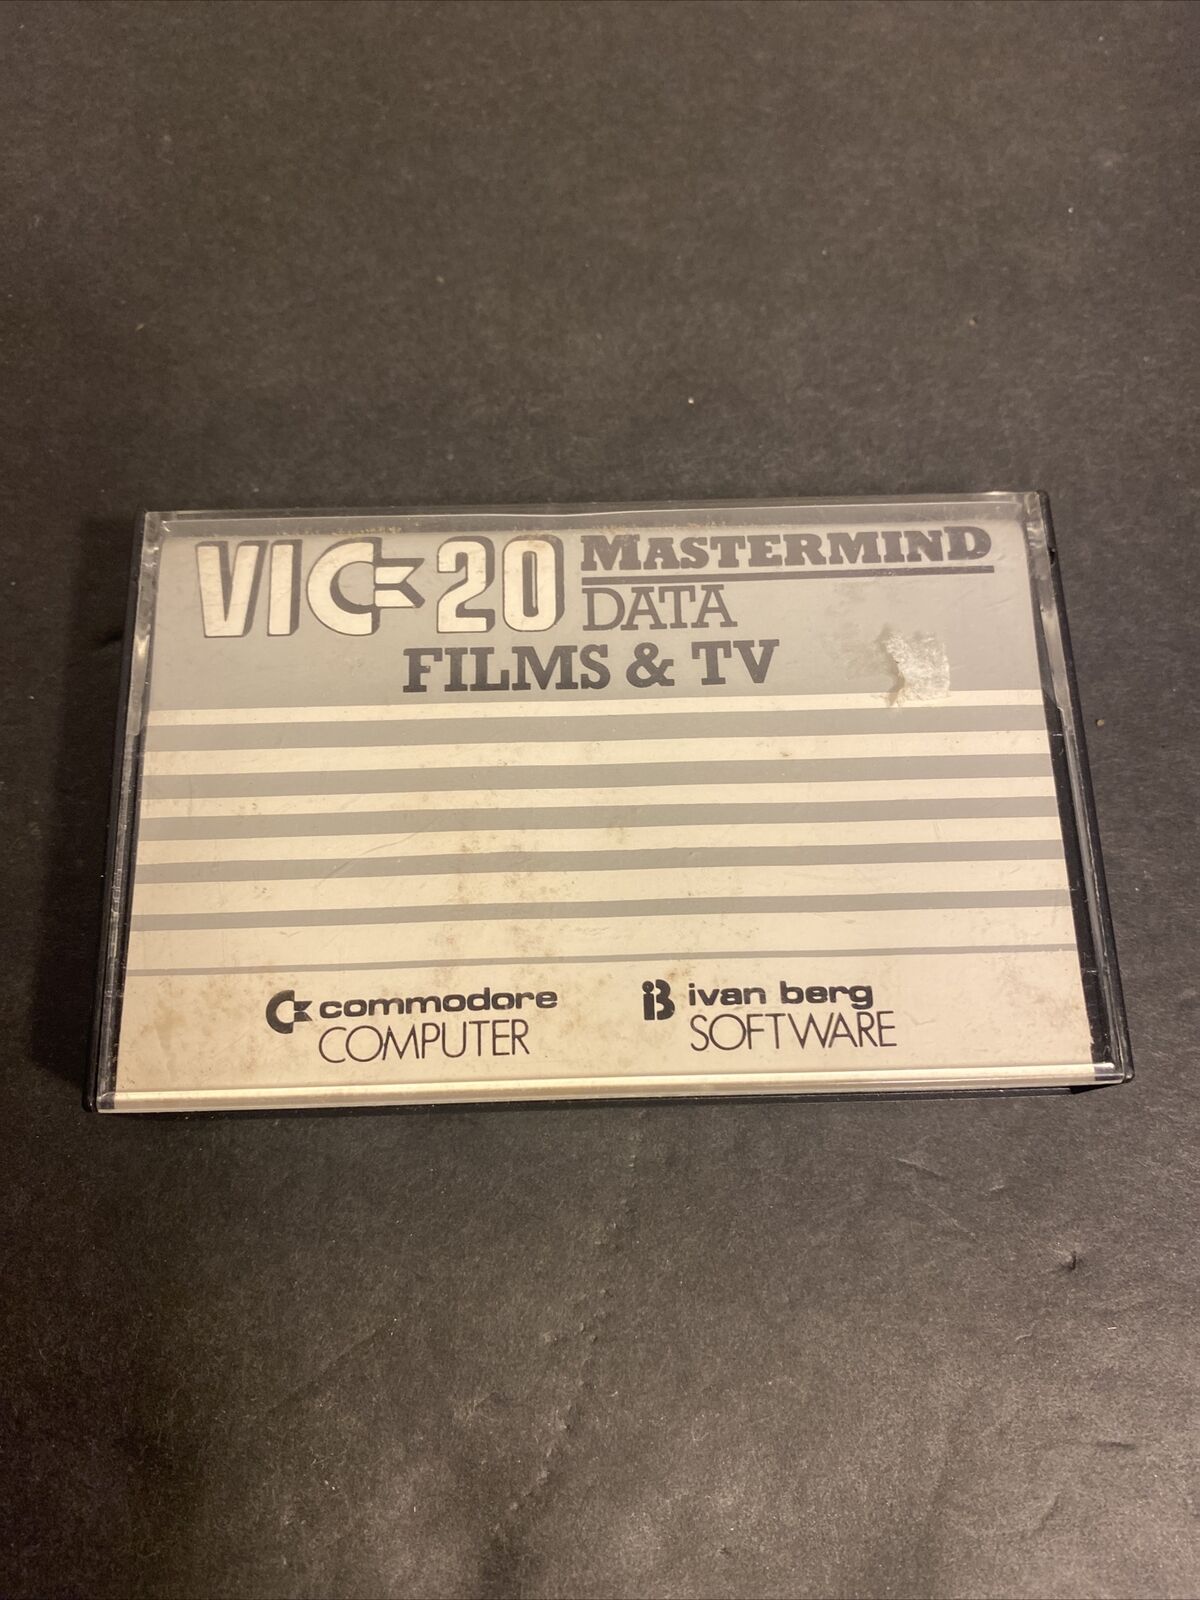 VIC-20 MASTERMIND
DATA
FILMS & TV
commodore
COMPUTER
ivan berg
SOFTWARE